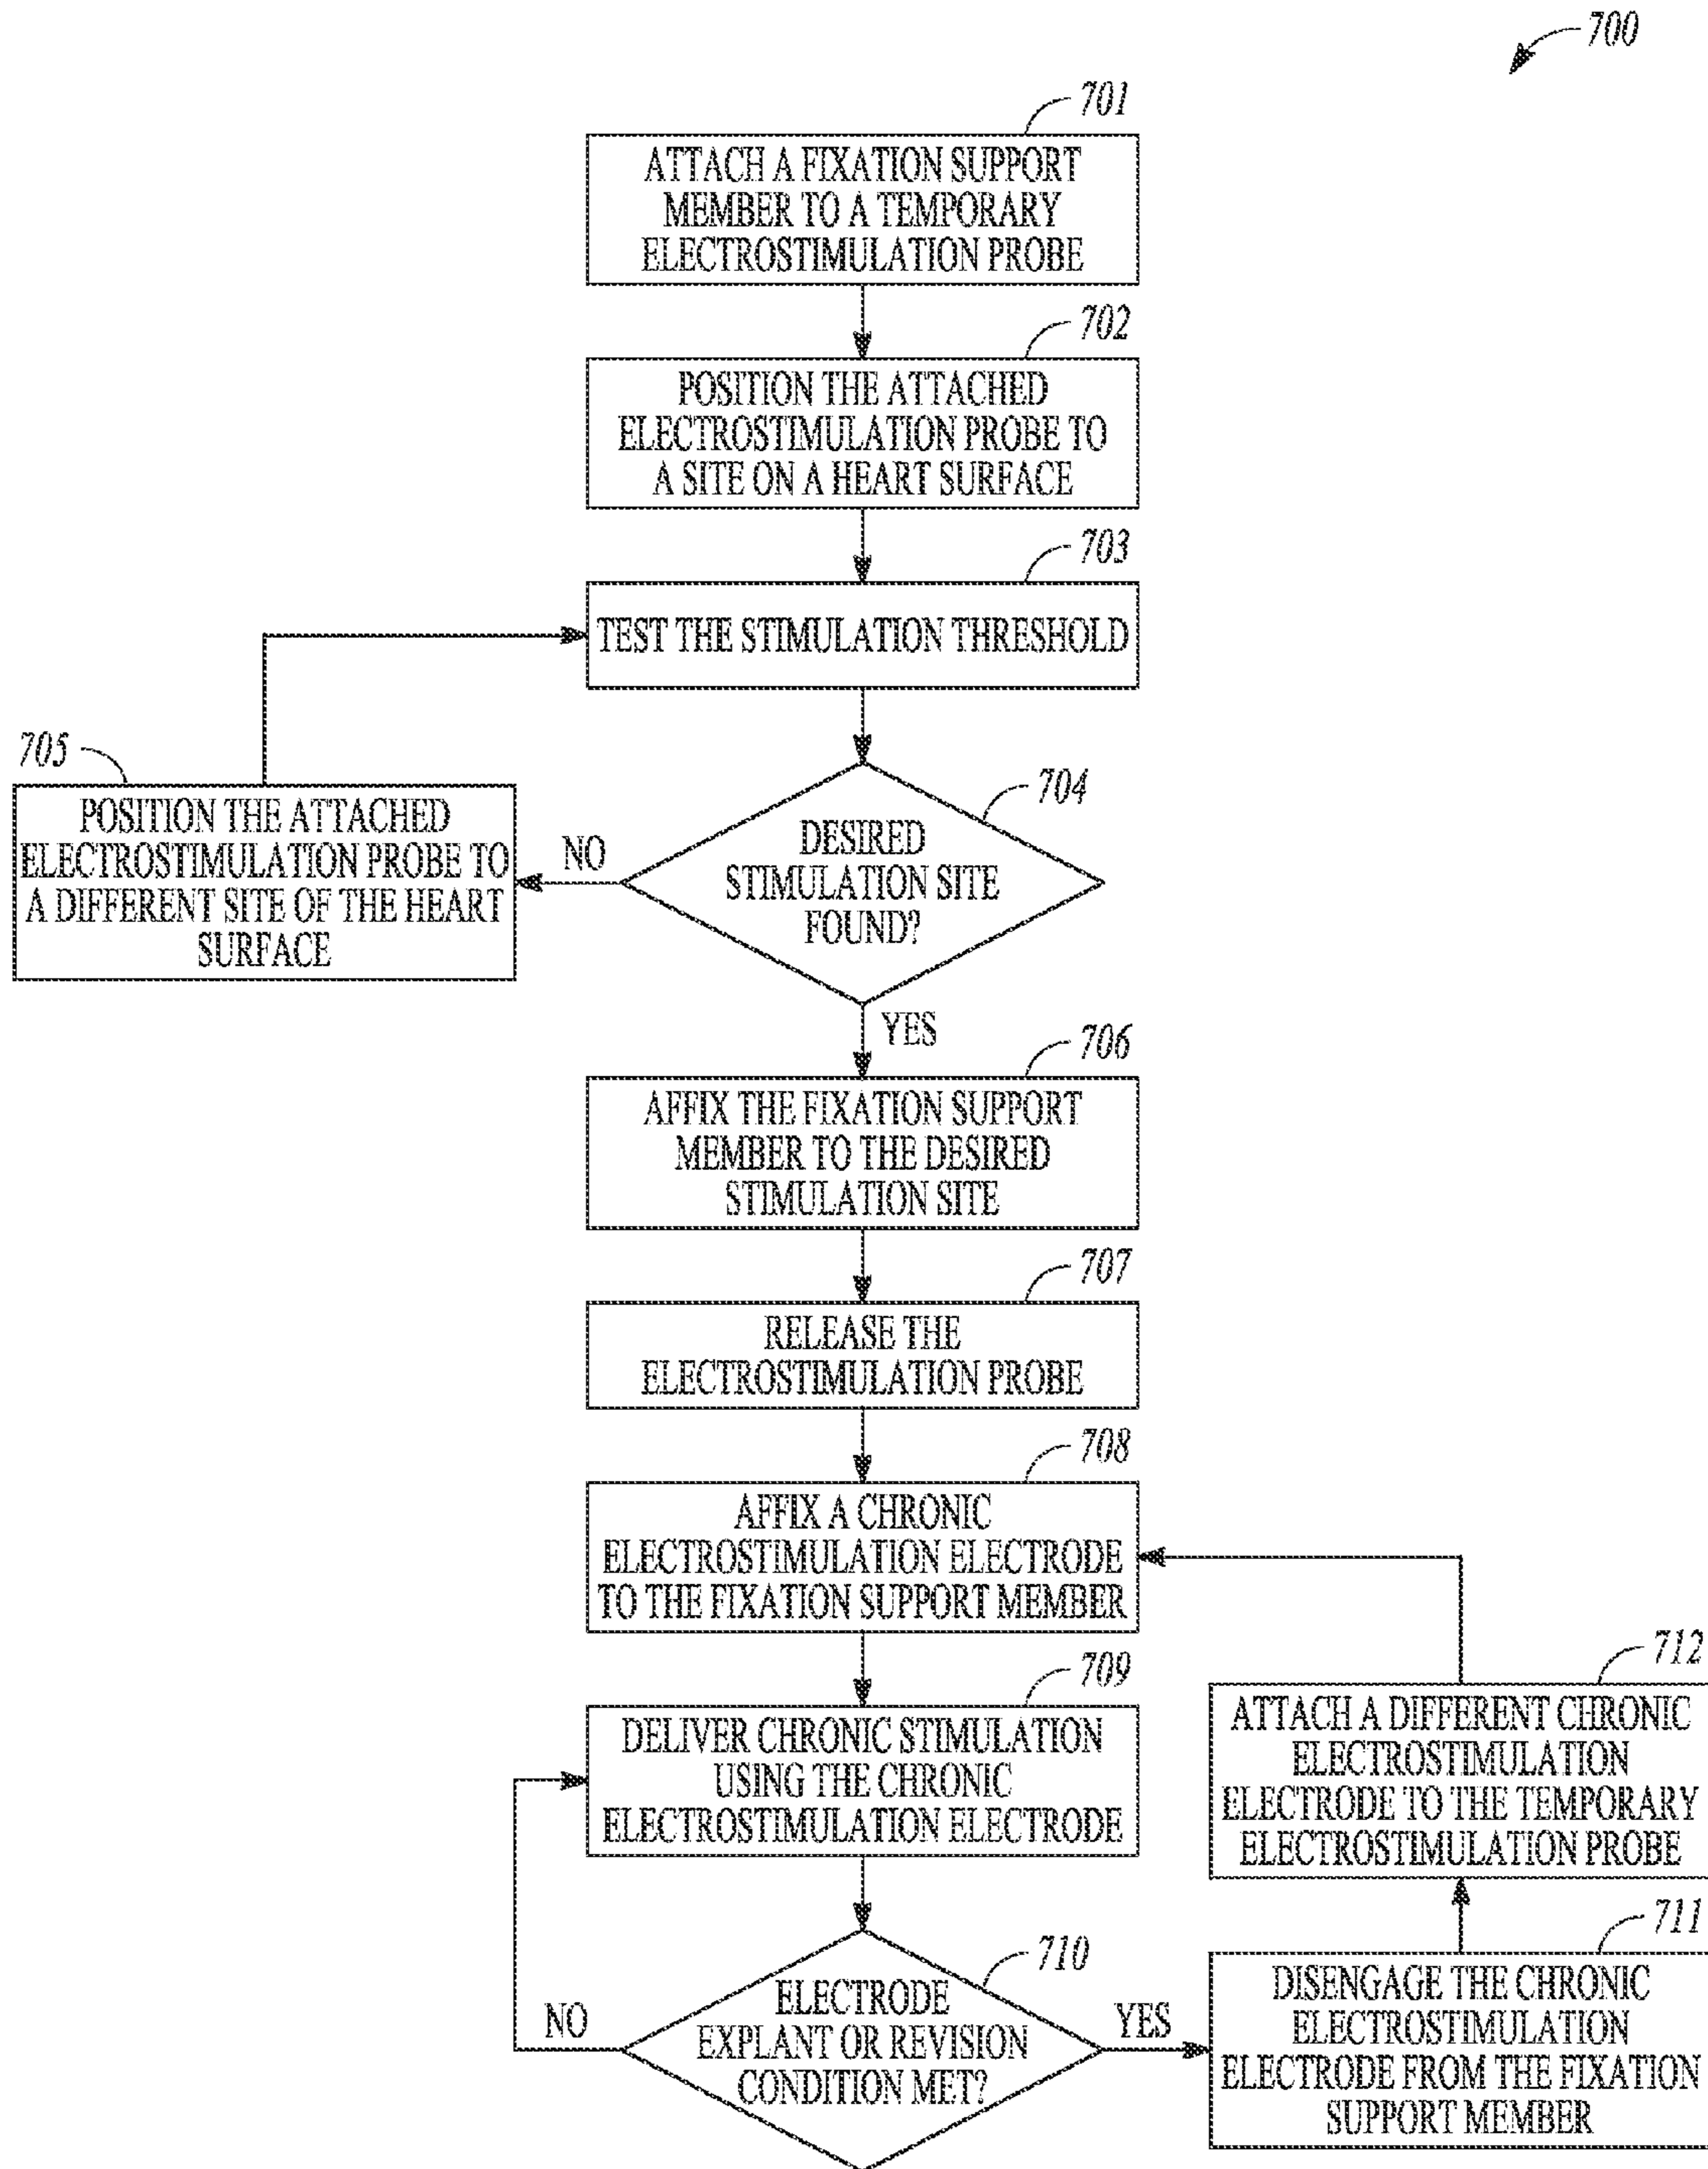 700
701
ATTACH A FIXATION SUPPORT
MEMBER TO A TEMPORARY
ELECTROSTIMULATION PROBE
702
POSITION THE ATTACHED
ELECTROSTIMULATION PROBE TO
A SITE ON A HEART SURFACE
703
TEST THE STIMULATION THRESHOLD
704
DESIRED
STIMULATION SITE
FOUND?
NO
705
POSITION THE ATTACHED
ELECTROSTIMULATION PROBE TO
A DIFFERENT SITE OF THE HEART
SURFACE
YES
706
AFFIX THE FIXATION SUPPORT
MEMBER TO THE DESIRED
STIMULATION SITE
707
RELEASE THE
ELECTROSTIMULATION PROBE
708
AFFIX A CHRONIC
ELECTROSTIMULATION ELECTRODE
TO THE FIXATION SUPPORT MEMBER
709
DELIVER CHRONIC STIMULATION
USING THE CHRONIC
ELECTROSTIMULATION ELECTRODE
710
ELECTRODE
EXPLANT OR REVISION
CONDITION MET?
NO
YES
711
DISENGAGE THE CHRONIC
ELECTROSTIMULATION
ELECTRODE FROM THE FIXATION
SUPPORT MEMBER
712
ATTACH A DIFFERENT CHRONIC
ELECTROSTIMULATION
ELECTRODE TO THE TEMPORARY
ELECTROSTIMULATION PROBE